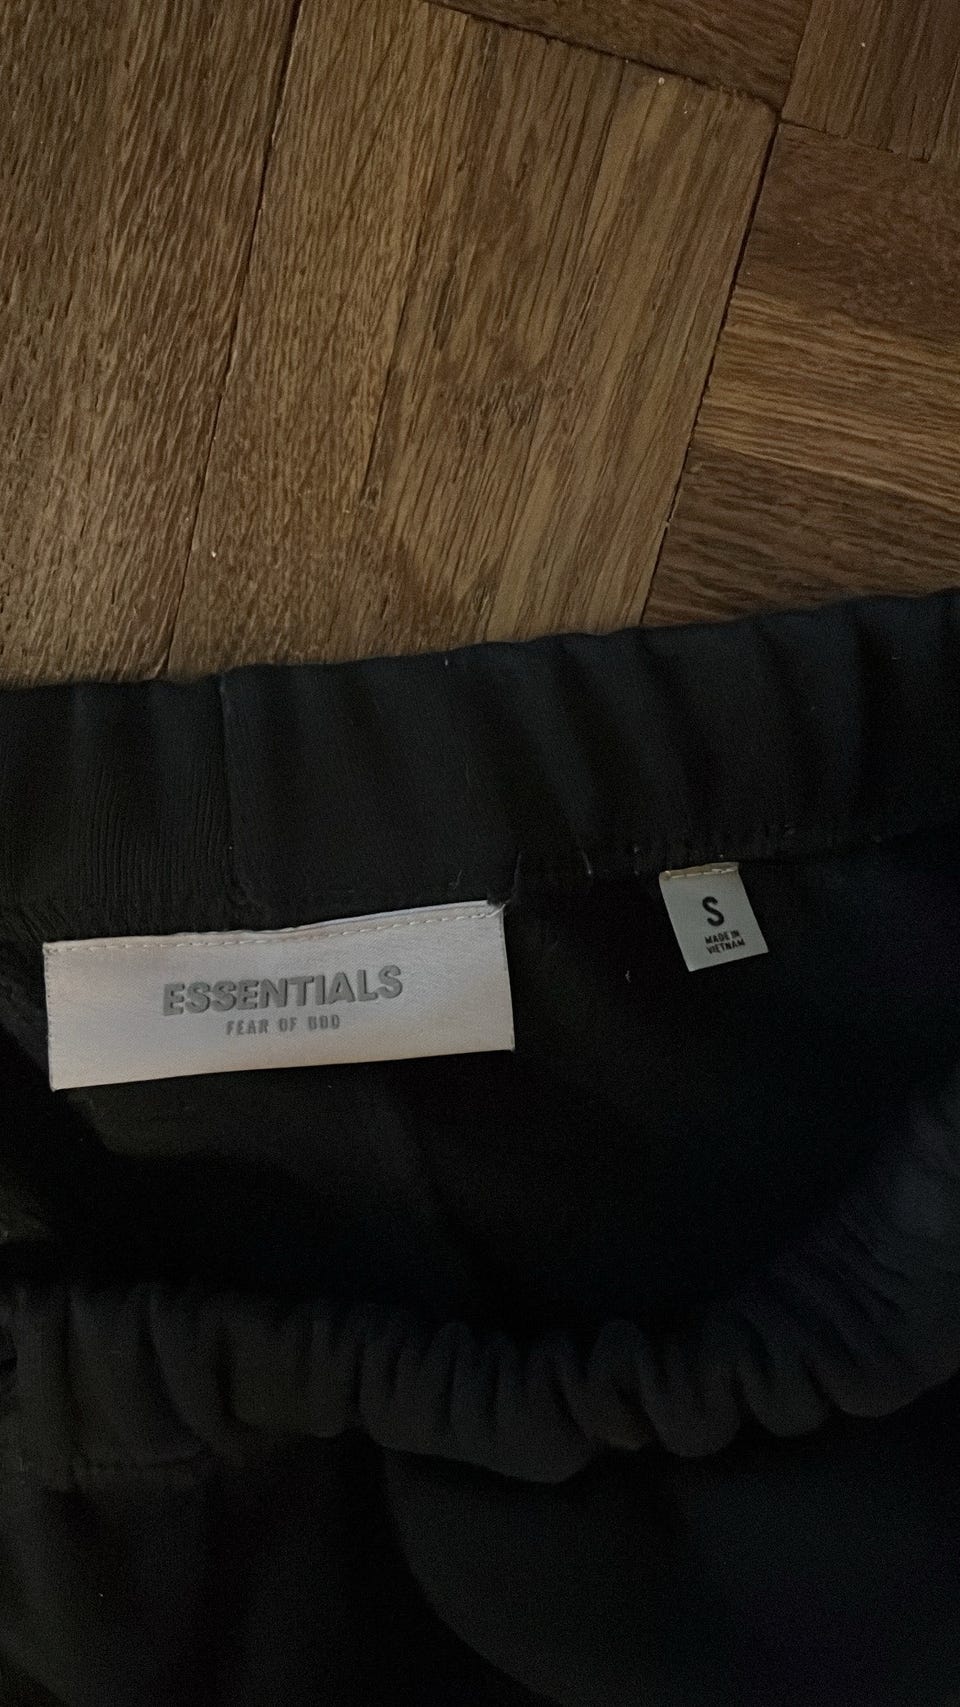 ESSENTIALS
FEAR OF GOD
S
MADE IN
VIETNAM